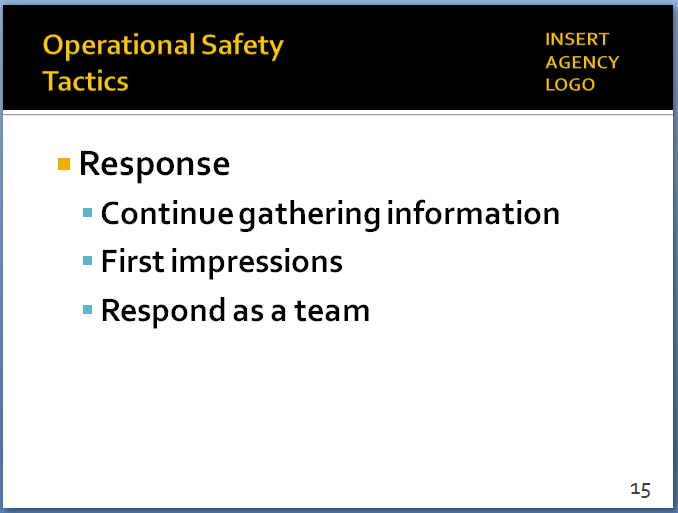 Operational Safety
Tactics
INSERT
AGENCY
LOGO
Response
Continue gathering information
First impressions
Respond as a team
15